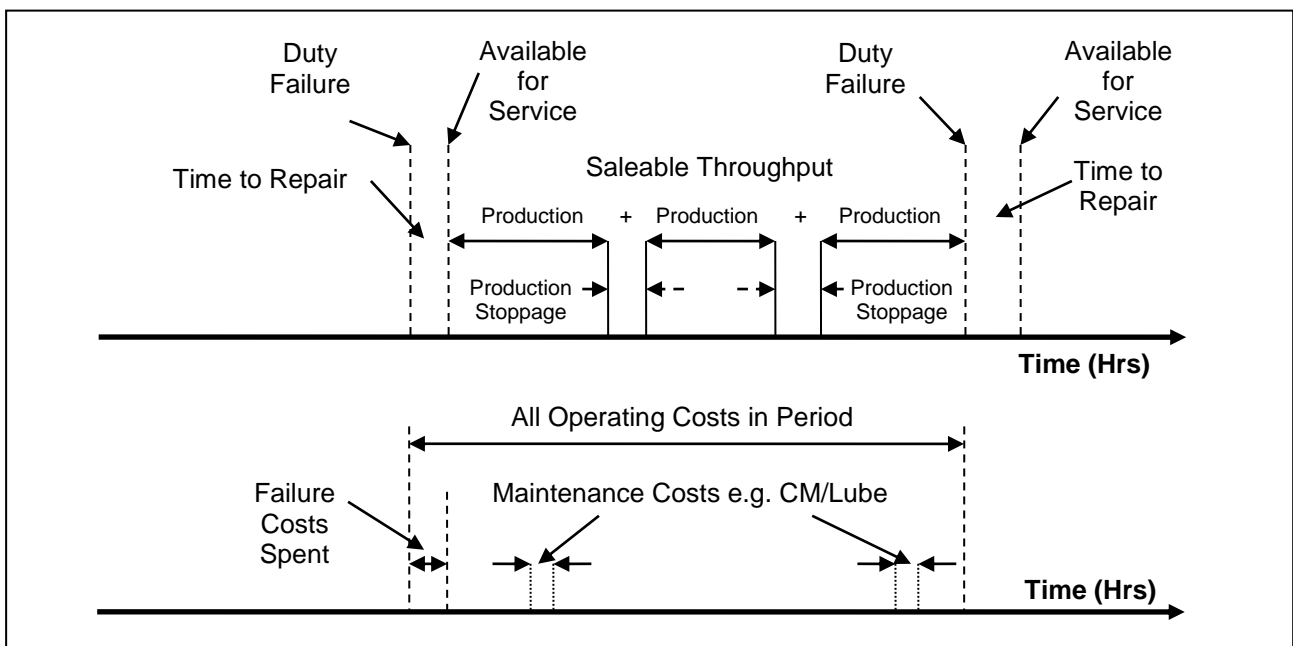 Duty
Failure
Available
for
Service
Duty
Failure
Available
for
Service
Time to Repair
Saleable Throughput
Time to
Repair
Production + Production + Production
Production
Stoppage
Production
Stoppage
Time (Hrs)
All Operating Costs in Period
Failure
Costs
Spent
Maintenance Costs e.g. CM/Lube
Time (Hrs)